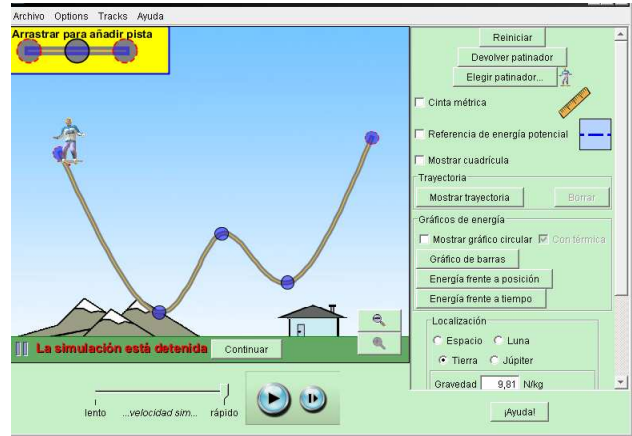 Archivo Options Tracks Ayuda
Arrastrar para añadir pista
Reiniciar
Devolver patinador
Elegir patinador...
Cinta métrica
Referencia de energía potencial
Mostrar cuadrícula
Trayectoria
Mostrar trayectoria Borrar
Gráficos de energía
Mostrar gráfico circular Con térmica
Gráfico de barras
Energía frente a posición
Energía frente a tiempo
Localización
Espacio Luna
Tierra Júpiter
Gravedad 9,81 N/kg
La simulación está detenida Continuar
lento ...velocidad sim... rápido
¡Ayuda!